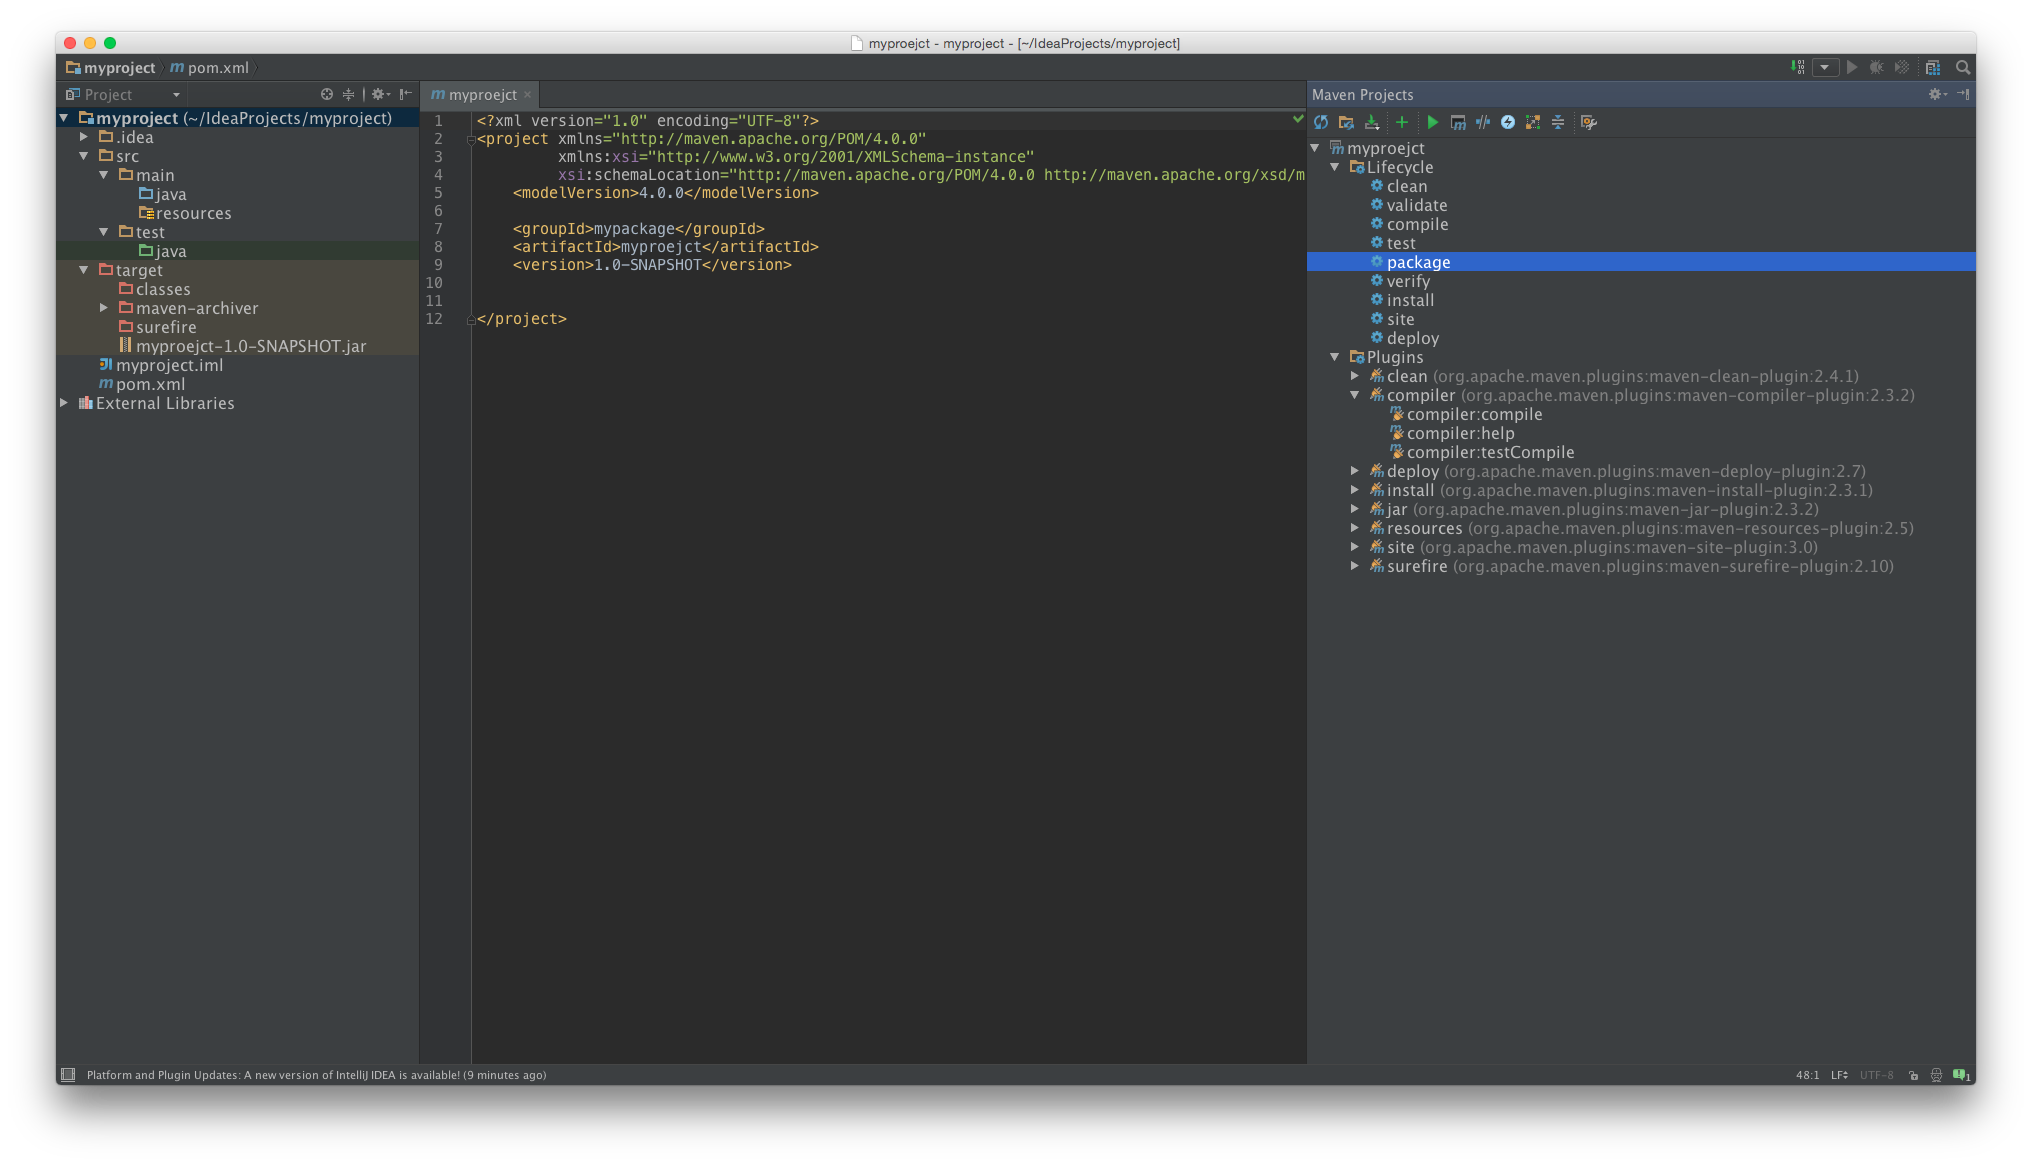 myproejct - myproject - [~/IdeaProjects/myproject]
myproject
pom.xml
Project
myproejct
Maven Projects
myproject (~/IdeaProjects/myproject)
.idea
src
main
java
resources
test
java
target
classes
maven-archiver
surefire
myproejct-1.0-SNAPSHOT.jar
myproject.iml
pom.xml
External Libraries
1 <?xml version="1.0" encoding="UTF-8"?>
2 <project xmlns="http://maven.apache.org/POM/4.0.0"
3 xmlns:xsi="http://www.w3.org/2001/XMLSchema-instance"
4 xsi:schemaLocation="http://maven.apache.org/POM/4.0.0 http://maven.apache.org/xsd/m
5 <modelVersion>4.0.0</modelVersion>
6
7 <groupId>mypackage</groupId>
8 <artifactId>myproejct</artifactId>
9 <version>1.0-SNAPSHOT</version>
10
11
12 </project>
myproejct
Lifecycle
clean
validate
compile
test
package
verify
install
site
deploy
Plugins
clean (org.apache.maven.plugins:maven-clean-plugin:2.4.1)
compiler (org.apache.maven.plugins:maven-compiler-plugin:2.3.2)
compiler:compile
compiler:help
compiler:testCompile
deploy (org.apache.maven.plugins:maven-deploy-plugin:2.7)
install (org.apache.maven.plugins:maven-install-plugin:2.3.1)
jar (org.apache.maven.plugins:maven-jar-plugin:2.3.2)
resources (org.apache.maven.plugins:maven-resources-plugin:2.5)
site (org.apache.maven.plugins:maven-site-plugin:3.0)
surefire (org.apache.maven.plugins:maven-surefire-plugin:2.10)
Platform and Plugin Updates: A new version of IntelliJ IDEA is available! (9 minutes ago)
48:1 LF UTF-8 1